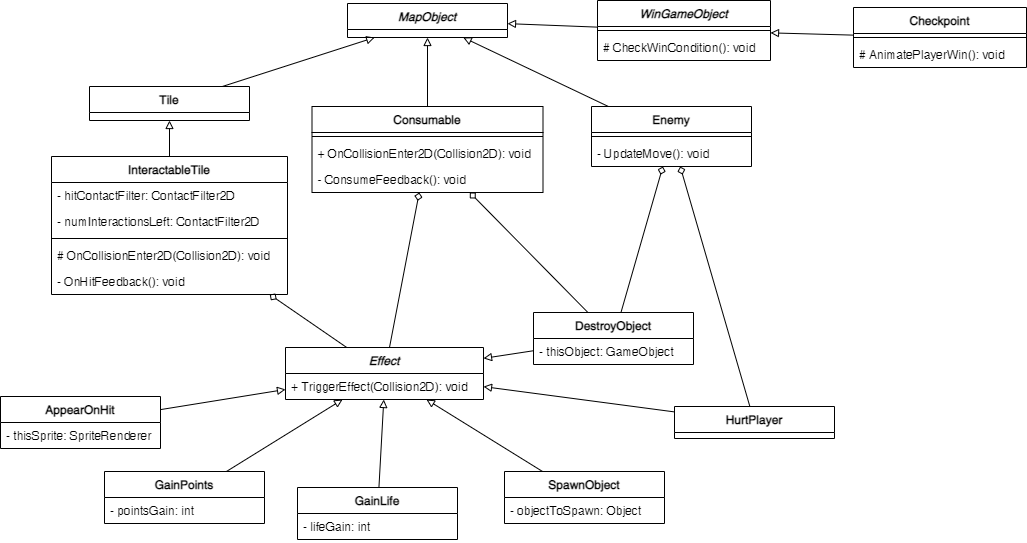 MapObject
WinGameObject
# CheckWinCondition(): void
Checkpoint
# AnimatePlayerWin(): void
Tile
Consumable
+ OnCollisionEnter2D(Collision2D): void
- ConsumeFeedback(): void
Enemy
- UpdateMove(): void
InteractableTile
- hitContactFilter: ContactFilter2D
- numInteractionsLeft: ContactFilter2D
# OnCollisionEnter2D(Collision2D): void
- OnHitFeedback(): void
DestroyObject
- thisObject: GameObject
Effect
+ TriggerEffect(Collision2D): void
AppearOnHit
- thisSprite: SpriteRenderer
HurtPlayer
GainPoints
- pointsGain: int
GainLife
- lifeGain: int
SpawnObject
- objectToSpawn: Object